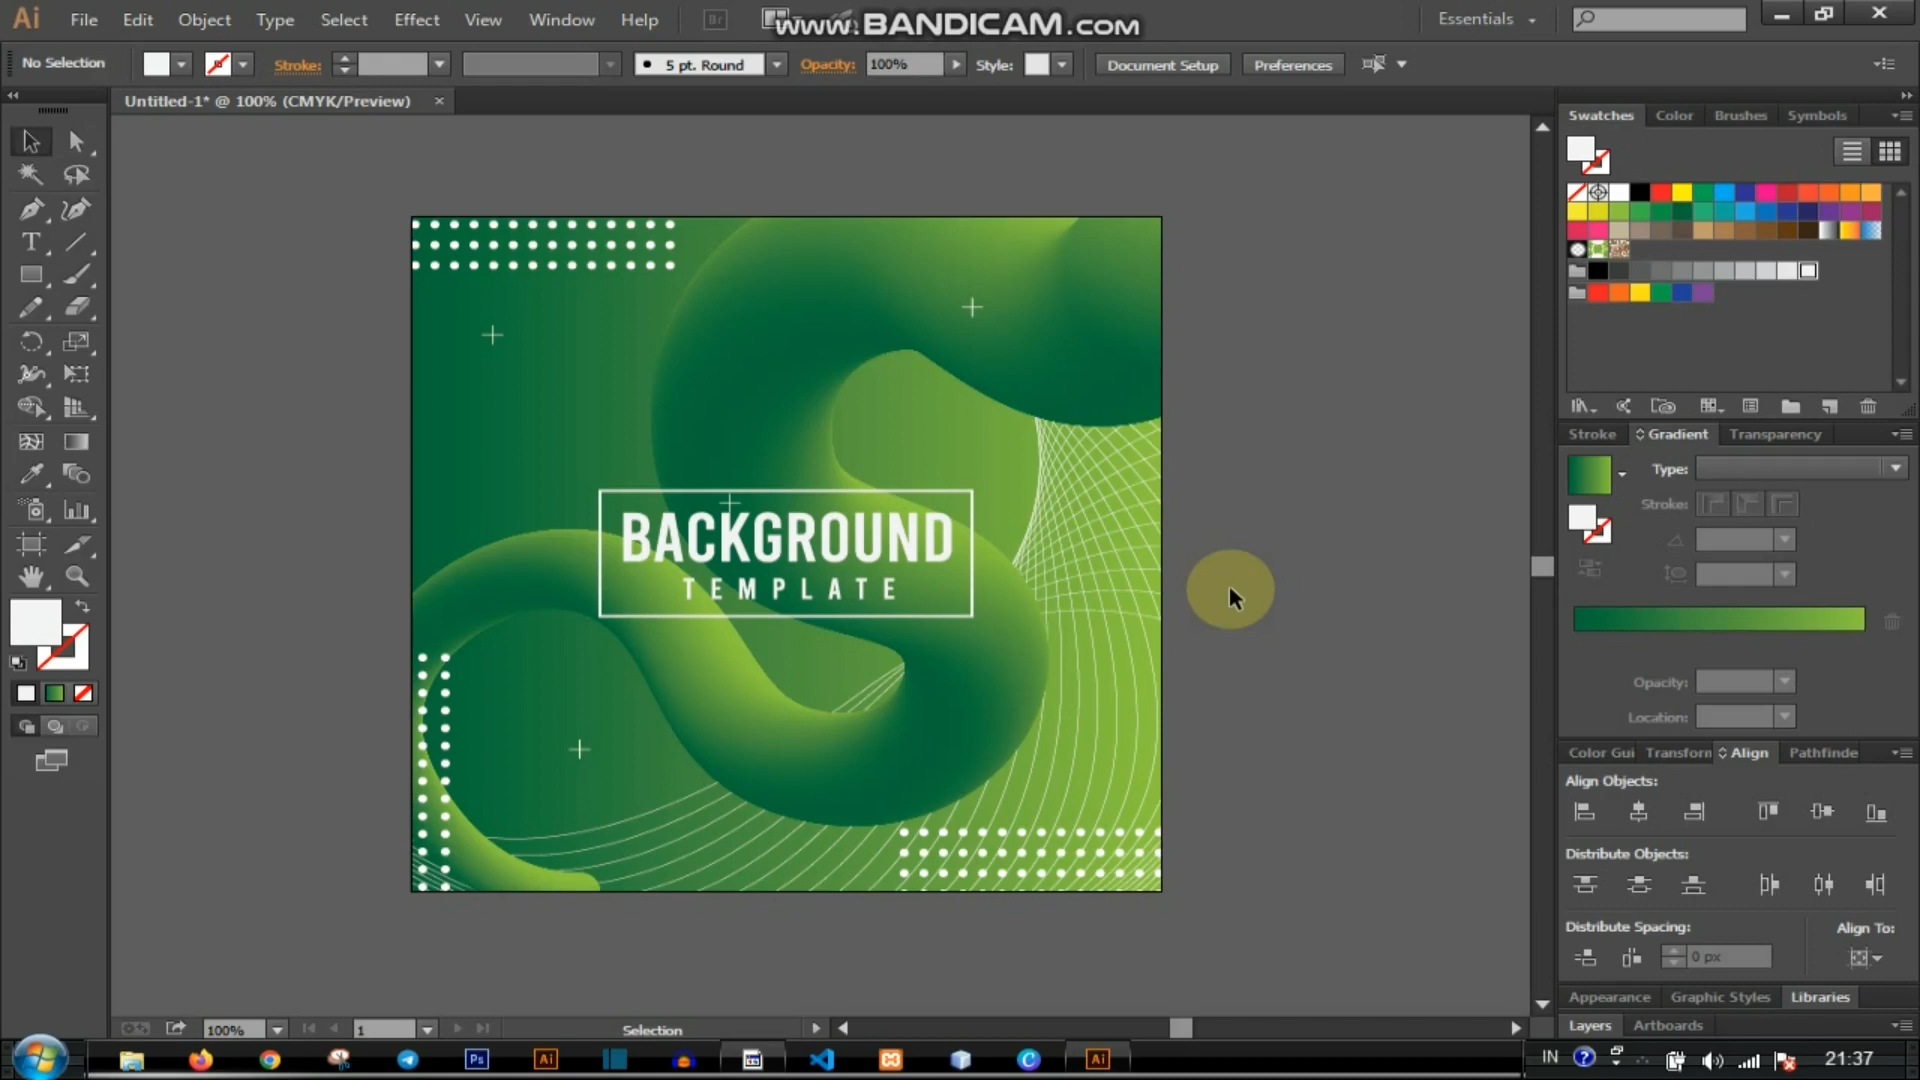 Ai File Edit Object Type Select Effect View Window Help Br www.BANDICAM.com Essentials
No Selection Stroke: 5 pt. Round Opacity: 100% Style: Document Setup Preferences
Untitled-1* @ 100% (CMYK/Preview)
Swatches Color Brushes Symbols
Stroke Gradient Transparency
Type:
Stroke:
BACKGROUND
TEMPLATE
Opacity:
Location:
Color Gui Transform Align Pathfinde
Align Objects:
Distribute Objects:
Distribute Spacing: Align To:
0 px
Appearance Graphic Styles Libraries
Layers Artboards
100% 1 Selection
Ps Ai Ai IN 21:37